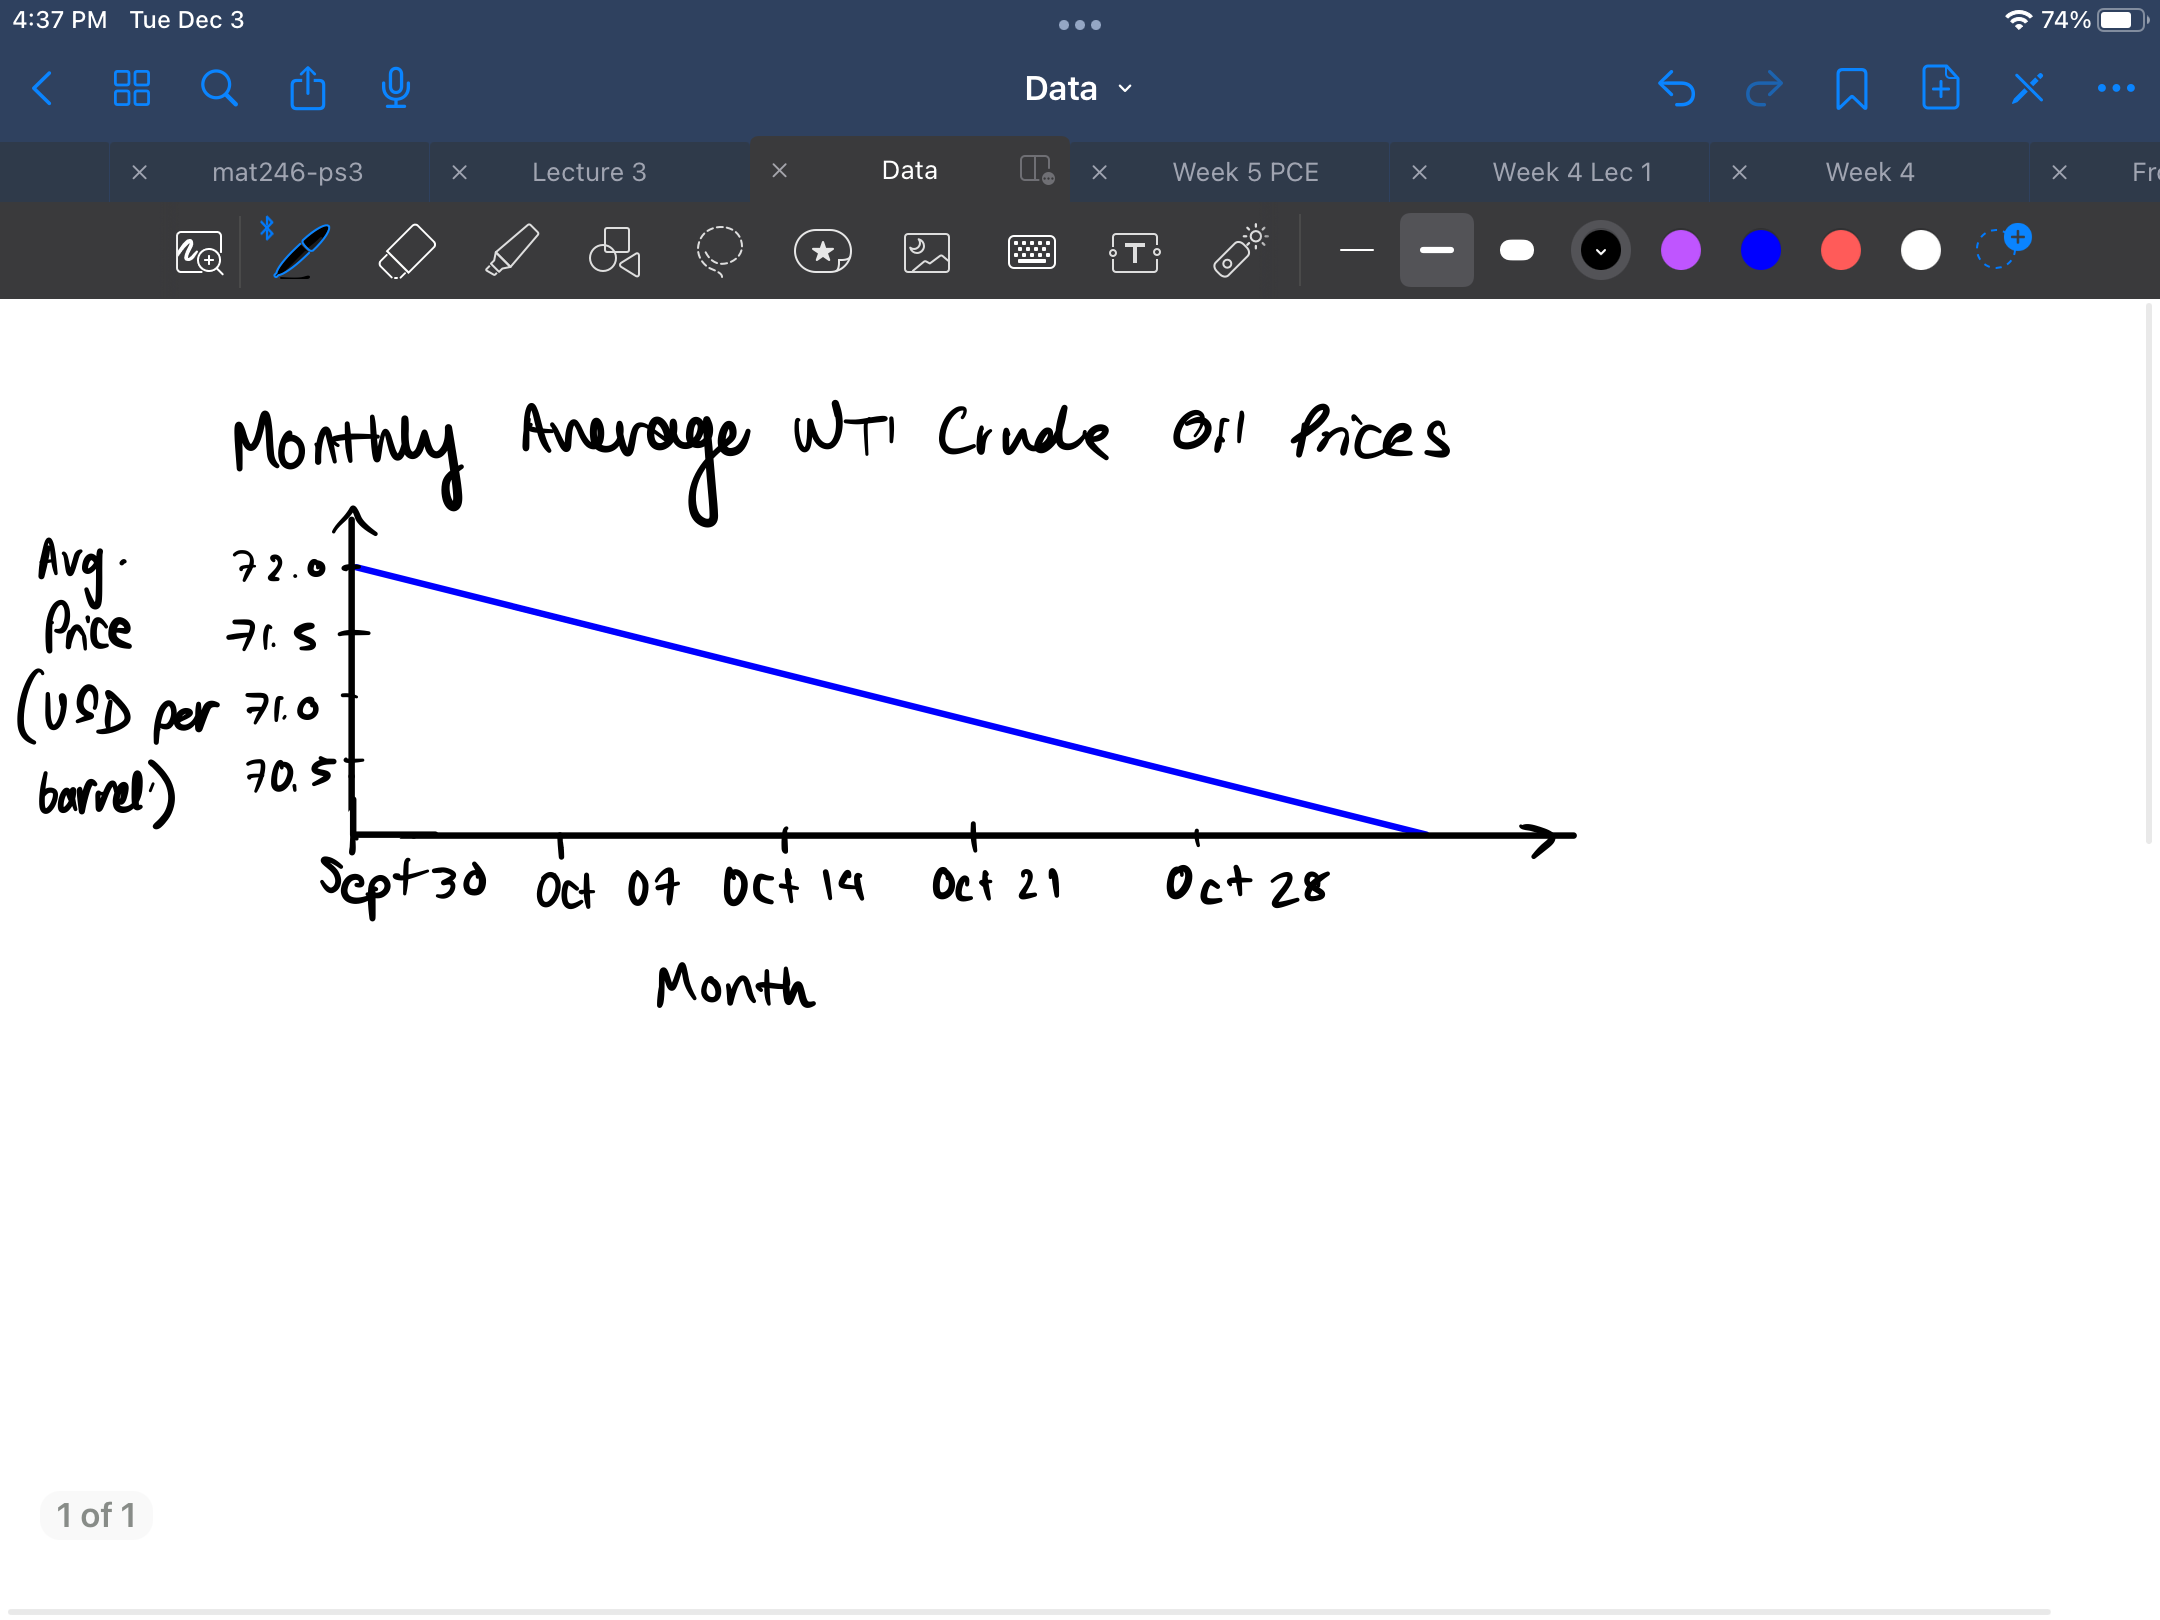 4:37 PM Tue Dec 3 74%
Data
mat246-ps3 Lecture 3 Data Week 5 PCE Week 4 Lec 1 Week 4 Fr
T
Monthly Average WTI Crude Oil Prices
Avg.
Price
(USD per
barrel)
72.0
71.5
71.0
70.5
Sept 30 Oct 07 Oct 14 Oct 21 Oct 28
Month
1 of 1